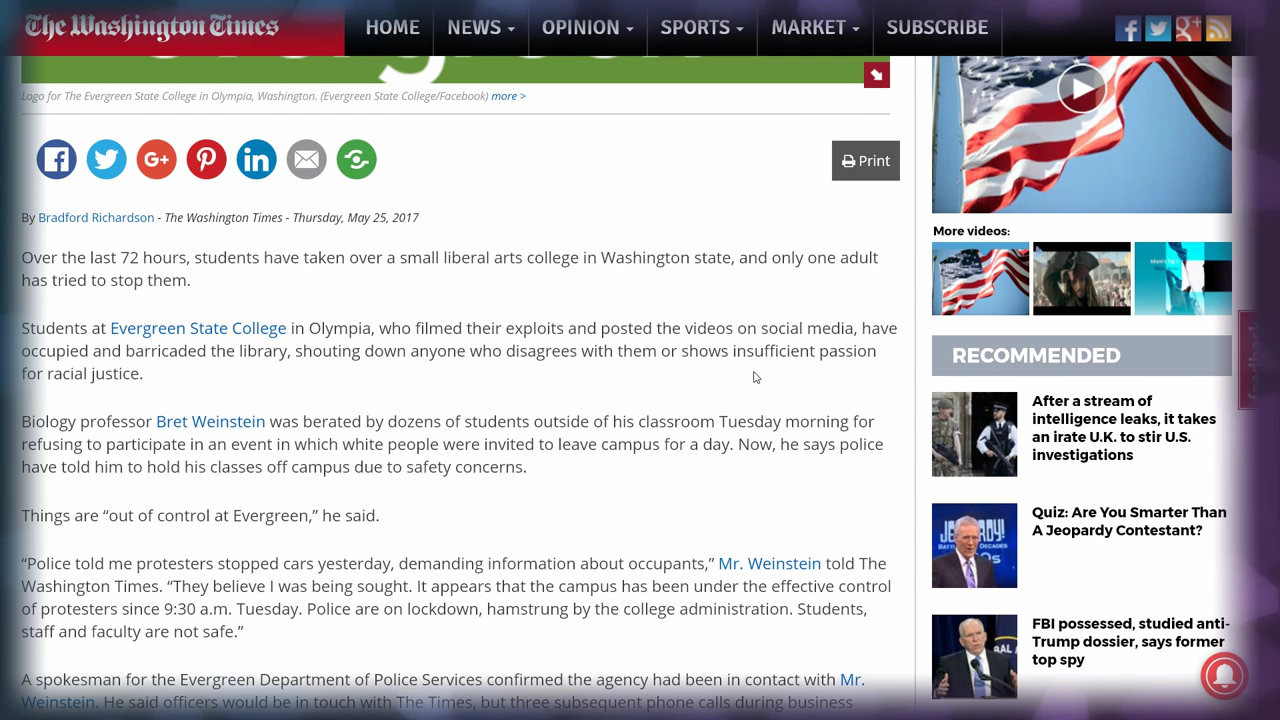 The Washington Times
HOME NEWS OPINION SPORTS MARKET SUBSCRIBE
Logo for The Evergreen State College in Olympia, Washington. (Evergreen State College/Facebook) more >
Print
By Bradford Richardson - The Washington Times - Thursday, May 25, 2017
Over the last 72 hours, students have taken over a small liberal arts college in Washington state, and only one adult
has tried to stop them.
Students at Evergreen State College in Olympia, who filmed their exploits and posted the videos on social media, have
occupied and barricaded the library, shouting down anyone who disagrees with them or shows insufficient passion
for racial justice.
Biology professor Bret Weinstein was berated by dozens of students outside of his classroom Tuesday morning for
refusing to participate in an event in which white people were invited to leave campus for a day. Now, he says police
have told him to hold his classes off campus due to safety concerns.
Things are “out of control at Evergreen,” he said.
“Police told me protesters stopped cars yesterday, demanding information about occupants,” Mr. Weinstein told The
Washington Times. “They believe I was being sought. It appears that the campus has been under the effective control
of protesters since 9:30 a.m. Tuesday. Police are on lockdown, hamstrung by the college administration. Students,
staff and faculty are not safe.”
A spokesman for the Evergreen Department of Police Services confirmed the agency had been in contact with Mr.
Weinstein. He said officers would be in touch with The Times, but three subsequent phone calls during business
More videos:
RECOMMENDED
After a stream of
intelligence leaks, it takes
an irate U.K. to stir U.S.
investigations
Quiz: Are You Smarter Than
A Jeopardy Contestant?
FBI possessed, studied anti-
Trump dossier, says former
top spy
feedback